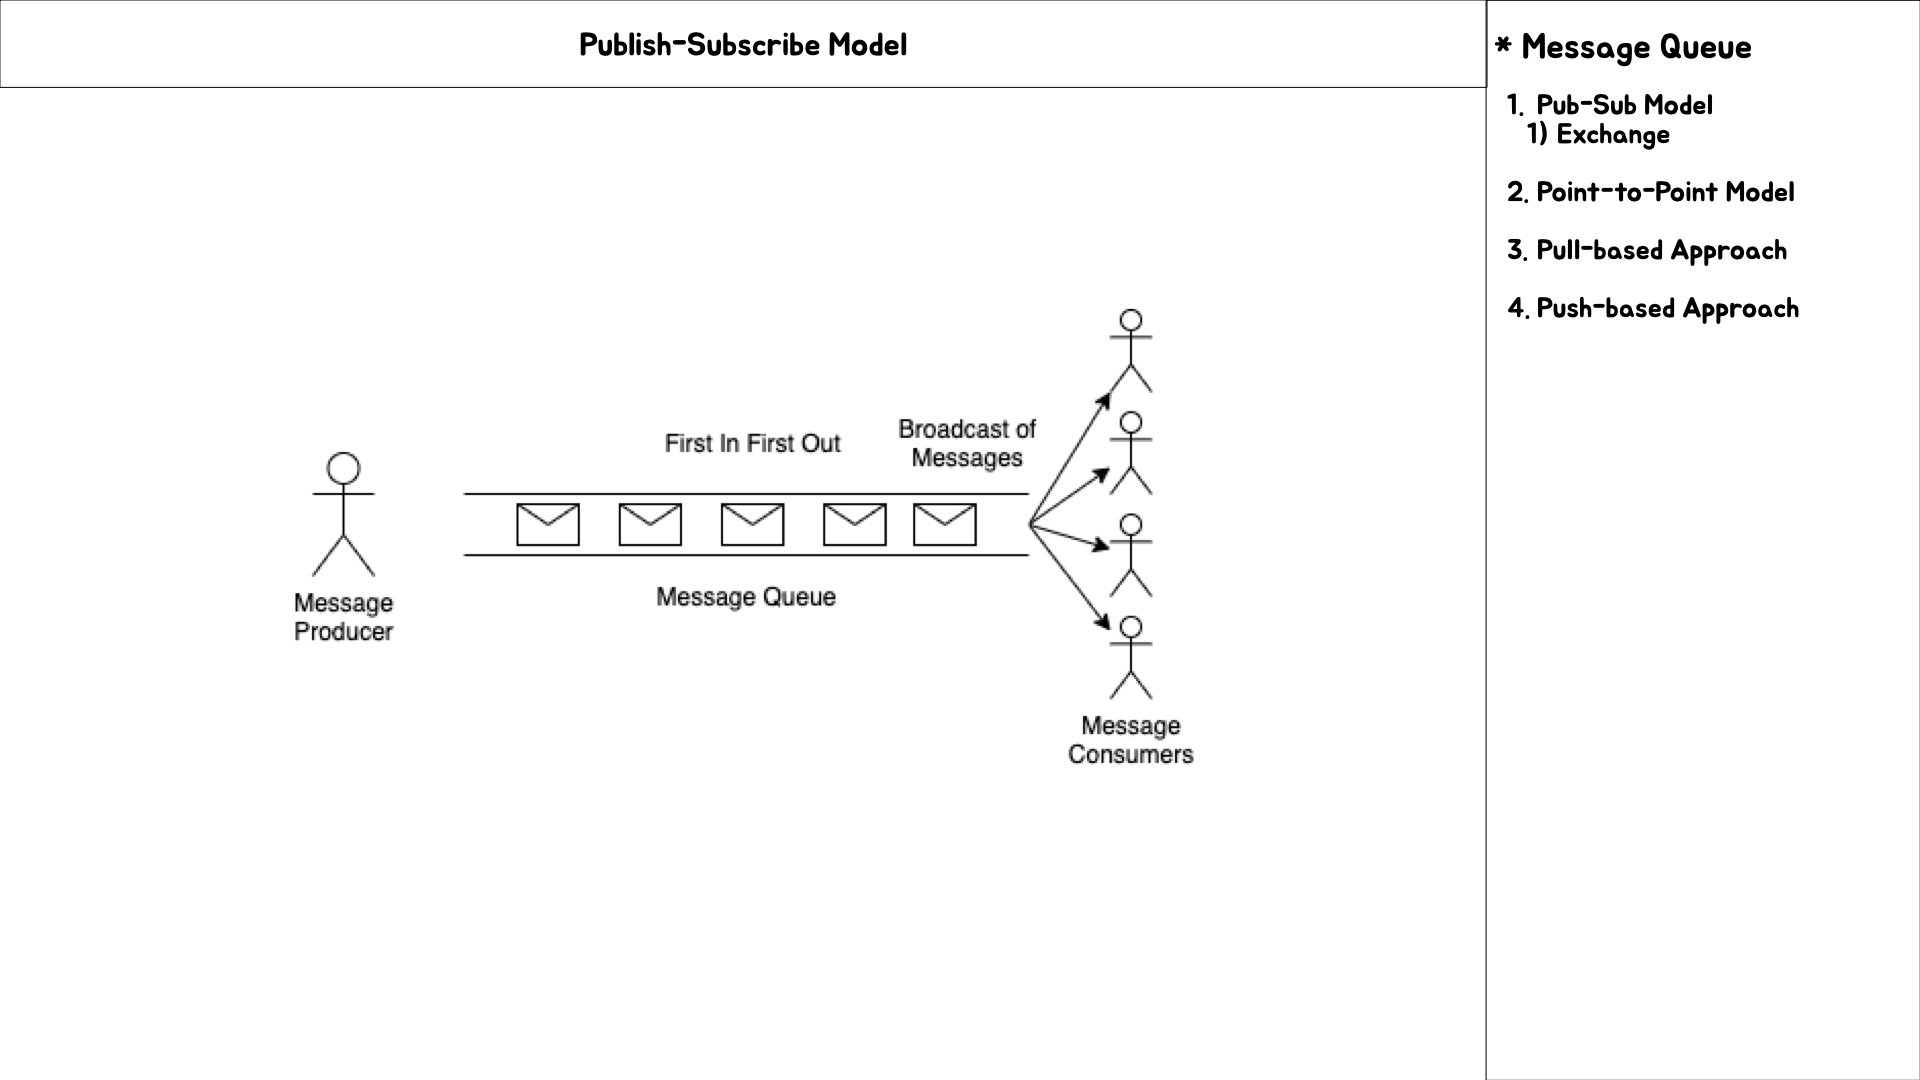 Publish-Subscribe Model
* Message Queue
1. Pub-Sub Model
1) Exchange
2. Point-to-Point Model
3. Pull-based Approach
4. Push-based Approach
First In First Out
Broadcast of
Messages
Message
Producer
Message Queue
Message
Consumers